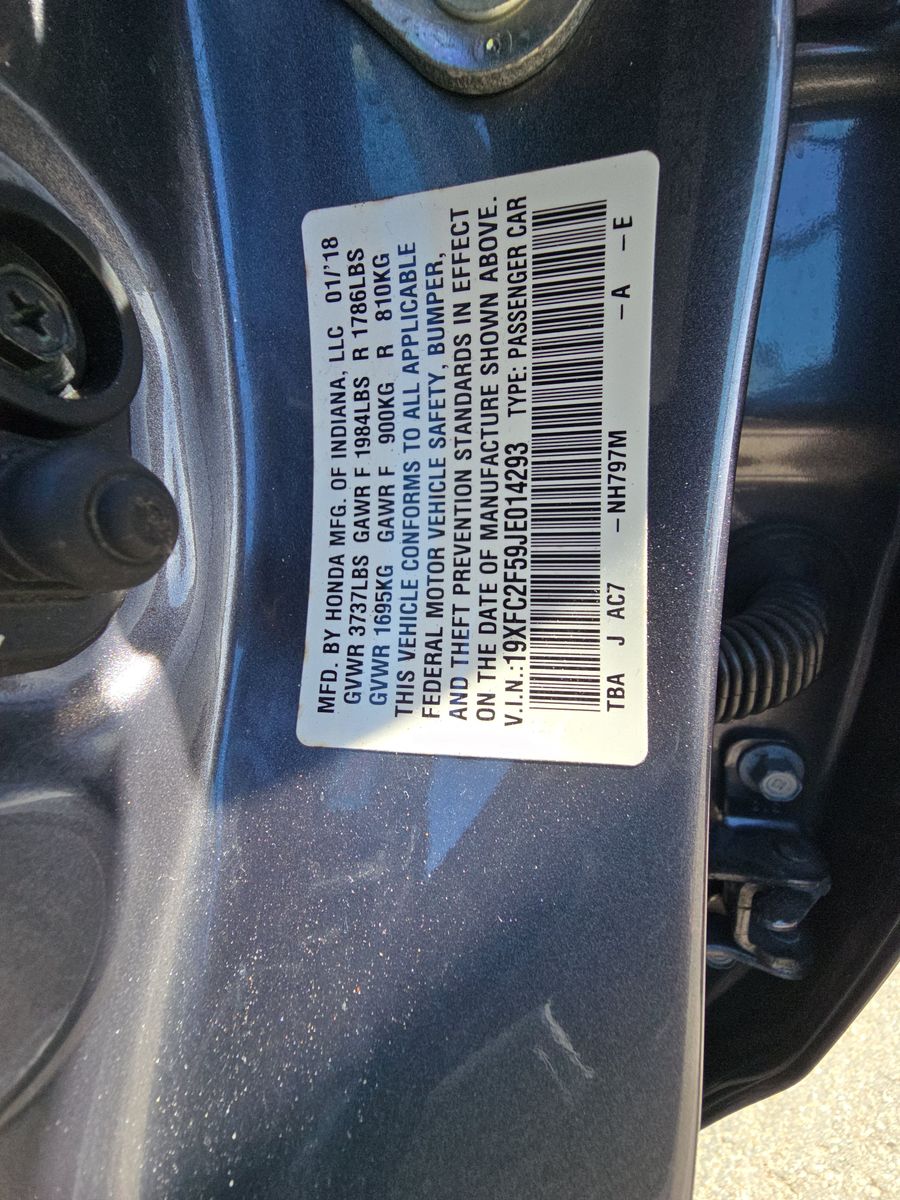 MFD. BY HONDA MFG. OF INDIANA, LLC 01/'18
GVWR 3737LBS GAWR F 1984LBS R 1786LBS
GVWR 1695KG GAWR F 900KG R 810KG
THIS VEHICLE CONFORMS TO ALL APPLICABLE
FEDERAL MOTOR VEHICLE SAFETY, BUMPER,
AND THEFT PREVENTION STANDARDS IN EFFECT
ON THE DATE OF MANUFACTURE SHOWN ABOVE.
V.I.N.:19XFC2F59JE014293 TYPE: PASSENGER CAR
TBA J AC7 -NH797M -A -E